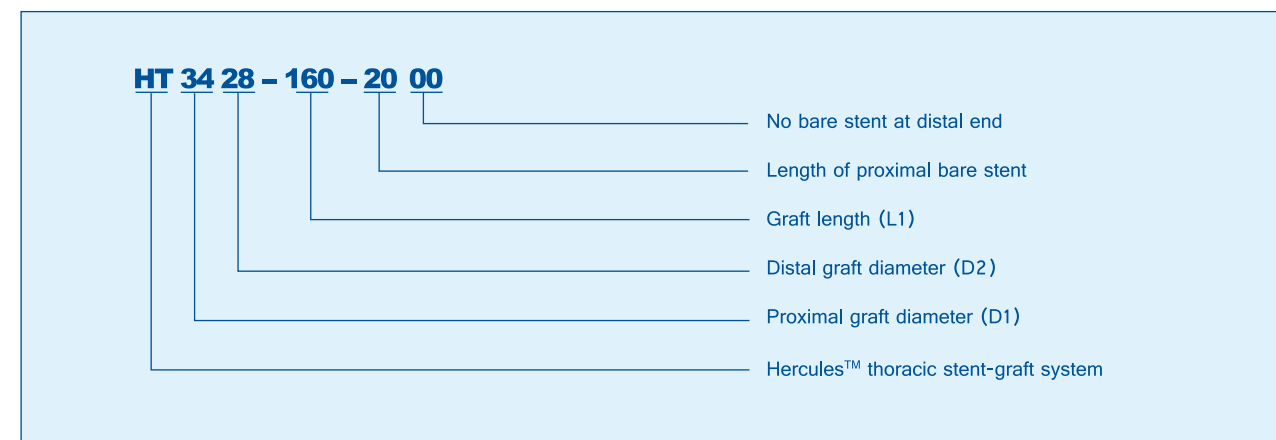 HT 34 28 – 160 – 20 00
No bare stent at distal end
Length of proximal bare stent
Graft length (L1)
Distal graft diameter (D2)
Proximal graft diameter (D1)
Hercules™ thoracic stent-graft system